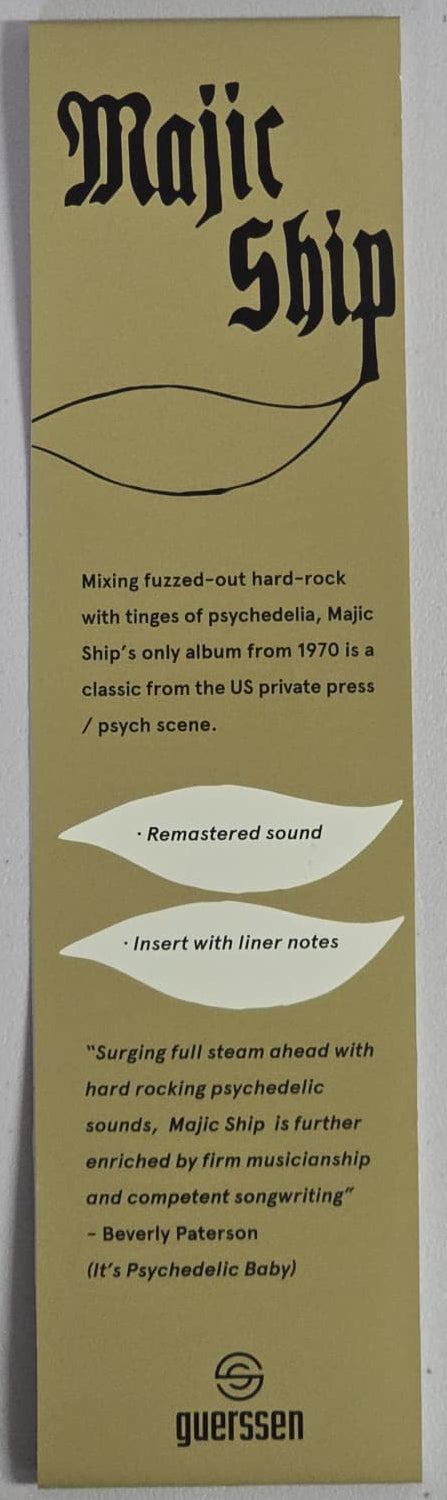 Majic
Ship
Mixing fuzzed-out hard-rock
with tinges of psychedelia, Majic
Ship's only album from 1970 is a
classic from the US private press
/ psych scene.
· Remastered sound
· Insert with liner notes
"Surging full steam ahead with
hard rocking psychedelic
sounds, Majic Ship is further
enriched by firm musicianship
and competent songwriting"
- Beverly Paterson
(It's Psychedelic Baby)
guerssen